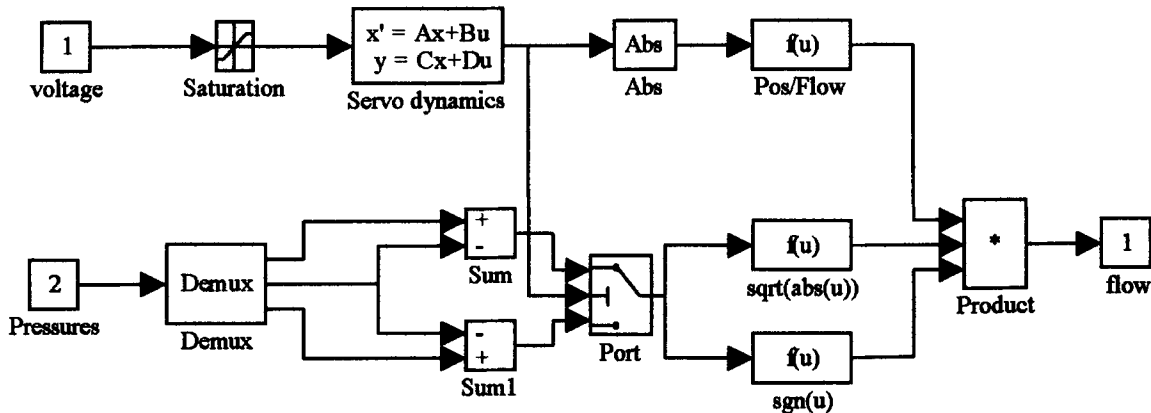 1
voltage
Saturation
x' = Ax+Bu
y = Cx+Du
Servo dynamics
Abs
Abs
f(u)
Pos/Flow
2
Pressures
Demux
Demux
+
-
Sum
-
+
Sum1
Port
f(u)
sqrt(abs(u))
f(u)
sgn(u)
*
Product
1
flow